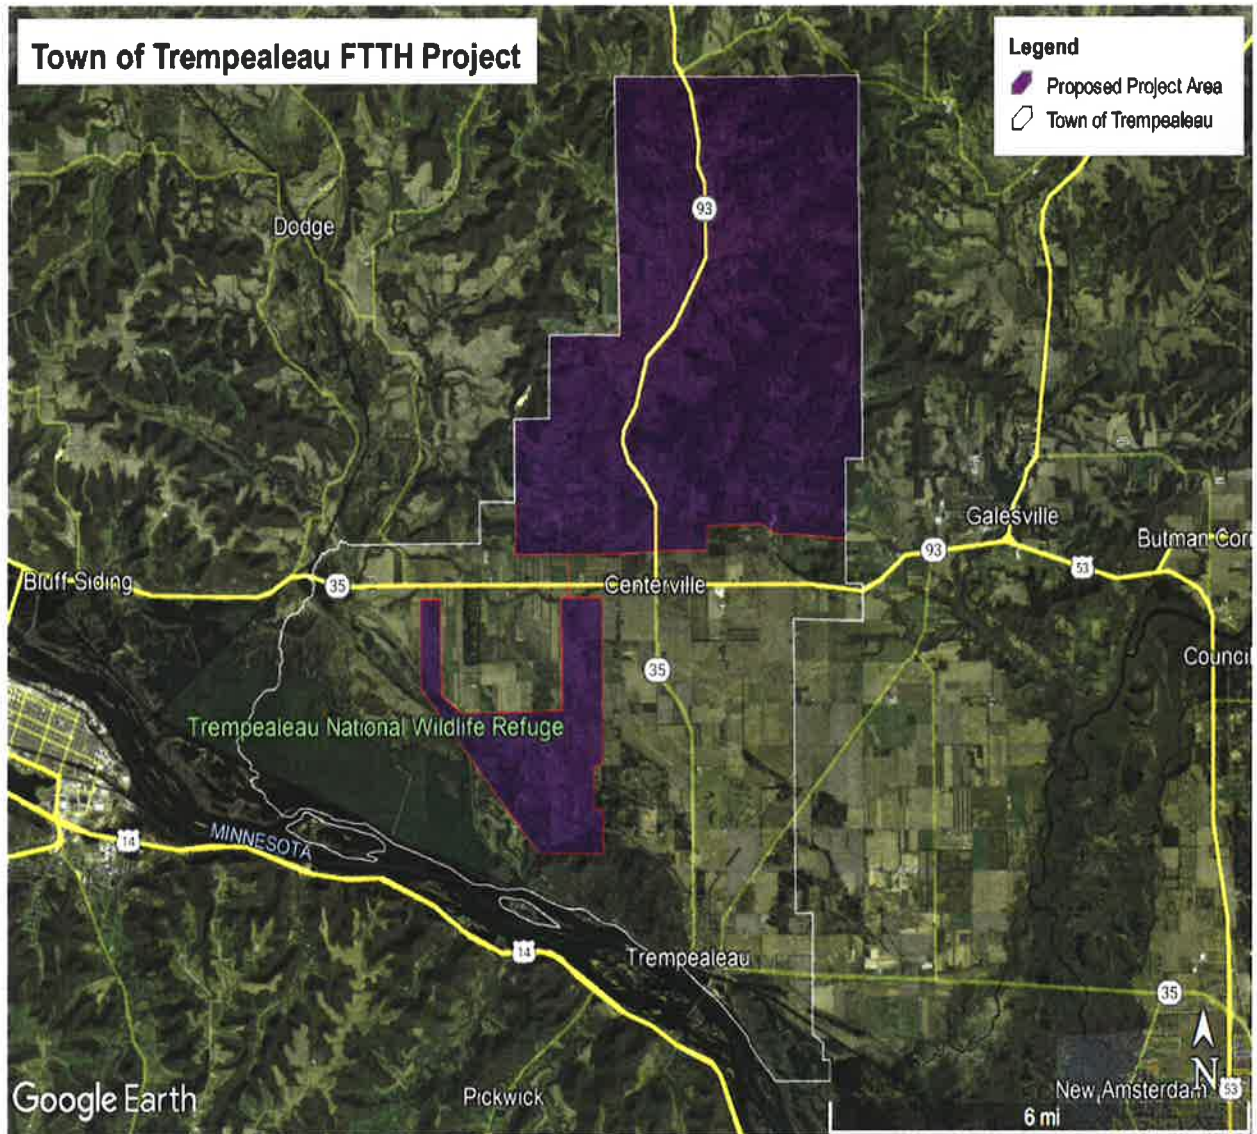 Town of Trempealeau FTTH Project
Legend
Proposed Project Area
Town of Trempealeau
93
Dodge
Galesville
Butman Corn
93
53
Bluff Siding
35
Centerville
Council
35
Trempealeau National Wildlife Refuge
14
MINNESOTA
14
Trempealeau
35
N
Google Earth
Pickwick
New Amsterdam
53
6 mi